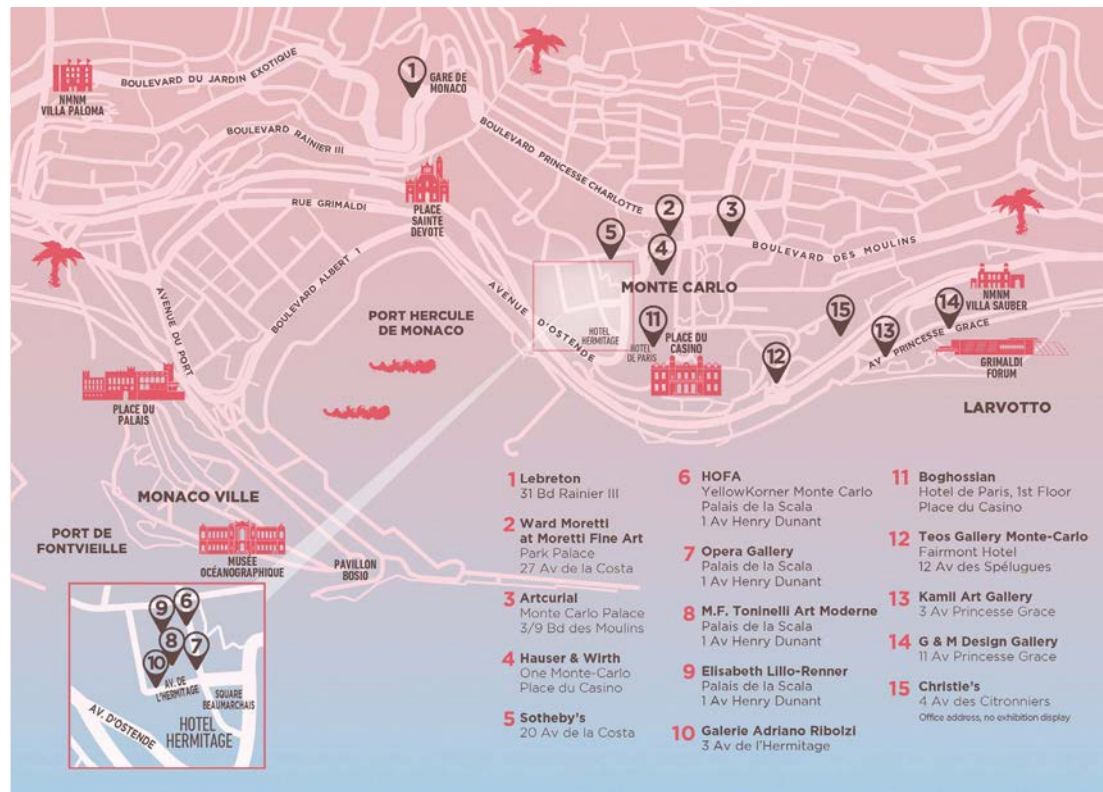 NMNM
VILLA PALOMA
BOULEVARD DU JARDIN EXOTIQUE
1
GARE DE
MONACO
BOULEVARD RAINIER III
BOULEVARD PRINCESSE CHARLOTTE
RUE GRIMALDI
PLACE
SAINTE
DEVOTE
2
3
5
4
BOULEVARD DES MOULINS
BOULEVARD ALBERT 1
AVENUE D'OSTENDE
MONTE CARLO
NMNM
VILLA SAUBER
AVENUE DU PORT
PORT HERCULE
DE MONACO
HOTEL
HERMITAGE
11
HOTEL
DE PARIS
PLACE DU
CASINO
15
14
13
12
AV PRINCESSE GRACE
GRIMALDI
FORUM
LARVOTTO
PLACE DU
PALAIS
MONACO VILLE
PORT DE
FONTVIEILLE
MUSÉE
OCÉANOGRAPHIQUE
PAVILLON
BOSIO
9
6
8
7
10
AV. DE
L'HERMITAGE
SQUARE
BEAUMARCHAIS
AV. D'OSTENDE
HOTEL
HERMITAGE
1 Lebreton
31 Bd Rainier III
2 Ward Moretti
at Moretti Fine Art
Park Palace
27 Av de la Costa
3 Artcurial
Monte Carlo Palace
3/9 Bd des Moulins
4 Hauser & Wirth
One Monte-Carlo
Place du Casino
5 Sotheby's
20 Av de la Costa
6 HOFA
YellowKorner Monte Carlo
Palais de la Scala
1 Av Henry Dunant
7 Opera Gallery
Palais de la Scala
1 Av Henry Dunant
8 M.F. Toninelli Art Moderne
Palais de la Scala
1 Av Henry Dunant
9 Elisabeth Lillo-Renner
Palais de la Scala
1 Av Henry Dunant
10 Galerie Adriano Ribolzi
3 Av de l'Hermitage
11 Boghossian
Hotel de Paris, 1st Floor
Place du Casino
12 Teos Gallery Monte-Carlo
Fairmont Hotel
12 Av des Spélugues
13 Kamil Art Gallery
3 Av Princesse Grace
14 G & M Design Gallery
11 Av Princesse Grace
15 Christie's
4 Av des Citronniers
Office address, no exhibition display